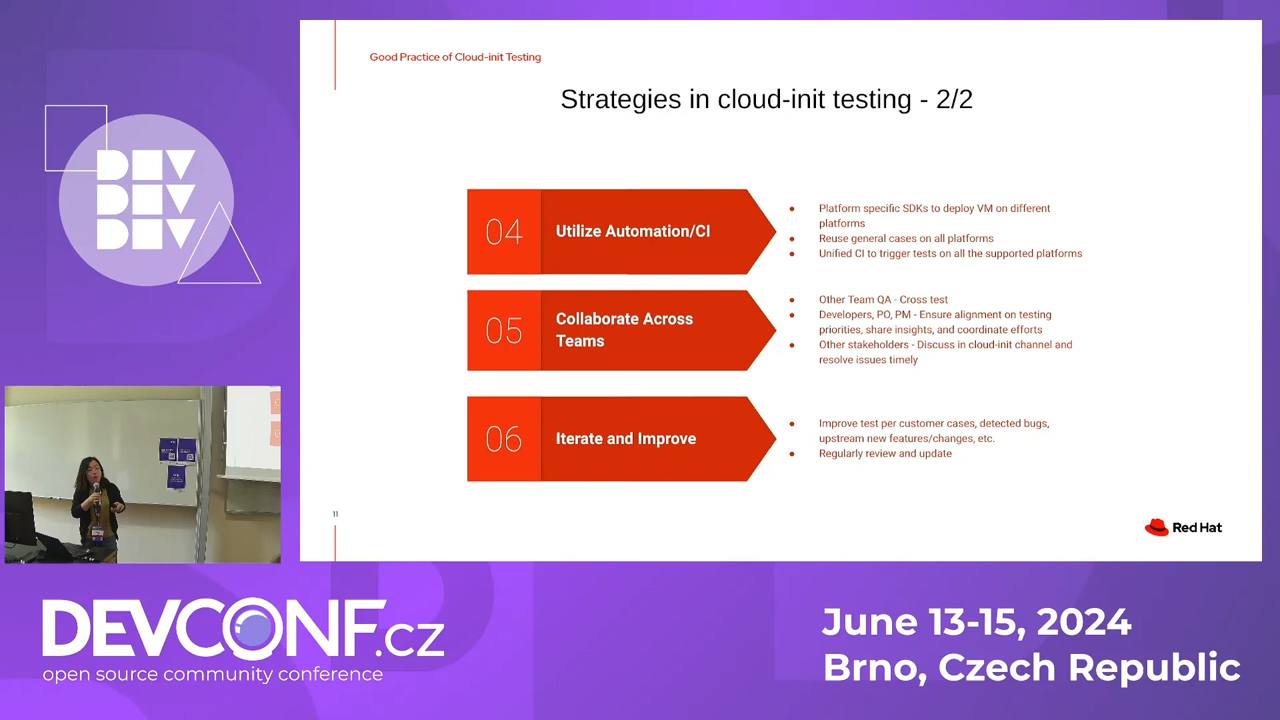 Good Practice of Cloud-init Testing
Strategies in cloud-init testing - 2/2
04
Utilize Automation/CI
● Platform specific SDKs to deploy VM on different
platforms
● Reuse general cases on all platforms
● Unified CI to trigger tests on all the supported platforms
05
Collaborate Across
Teams
● Other Team QA - Cross test
● Developers, PO, PM - Ensure alignment on testing
priorities, share insights, and coordinate efforts
● Other stakeholders - Discuss in cloud-init channel and
resolve issues timely
06
Iterate and Improve
● Improve test per customer cases, detected bugs,
upstream new features/changes, etc.
● Regularly review and update
11
Red Hat
DEV
DEV
DEV
DEVCONF.cz
open source community conference
June 13-15, 2024
Brno, Czech Republic